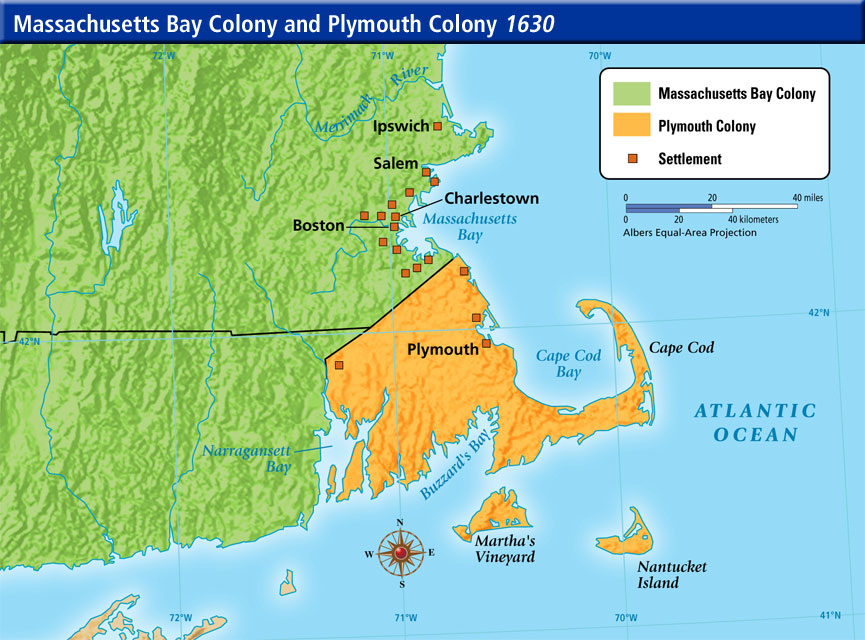 Massachusetts Bay Colony and Plymouth Colony 1630
72°W
71°W
70°W
Massachusetts Bay Colony
Plymouth Colony
Settlement
0 20 40 miles
0 20 40 kilometers
Albers Equal-Area Projection
Merrimack River
Ipswich
Salem
Charlestown
Boston
Massachusetts
Bay
42°N
42°N
Plymouth
Cape Cod
Bay
Cape Cod
ATLANTIC
OCEAN
Narragansett
Bay
Buzzard's Bay
N
W
E
S
Martha's
Vineyard
Nantucket
Island
72°W
71°W
70°W
41°N